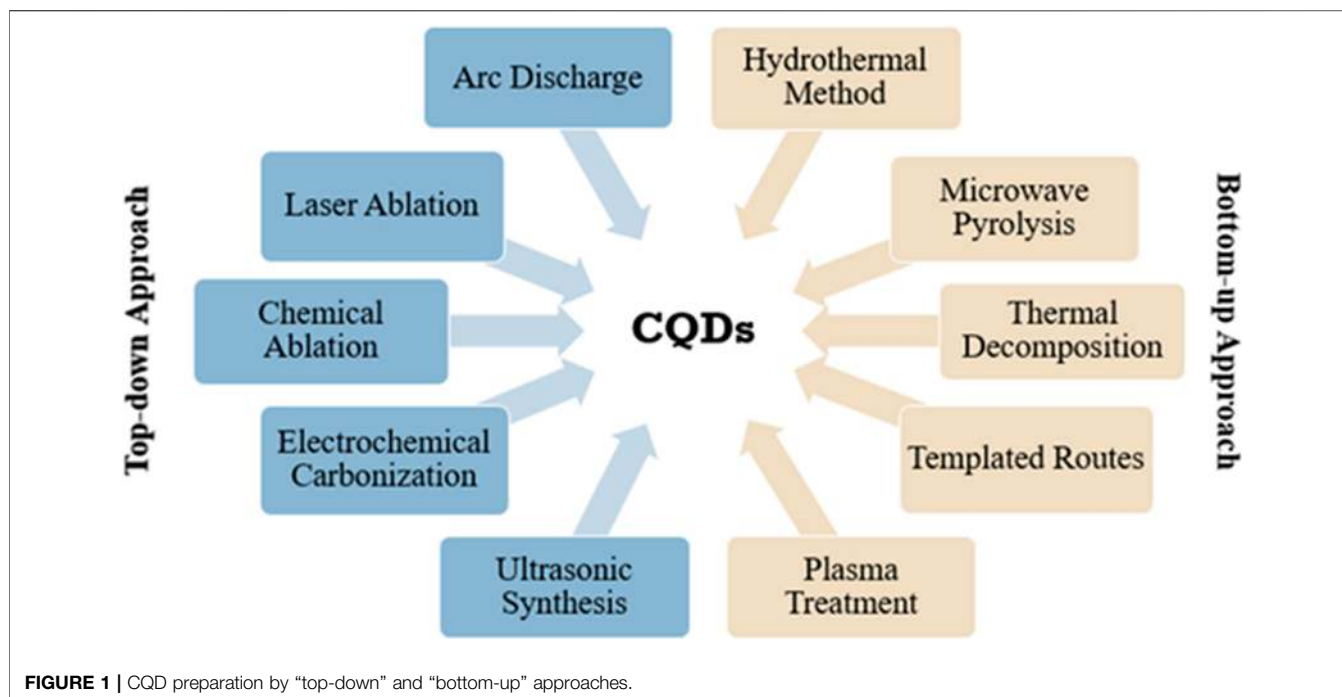 Top-down Approach
Arc Discharge
Laser Ablation
Chemical
Ablation
Electrochemical
Carbonization
Ultrasonic
Synthesis
CQDs
Hydrothermal
Method
Microwave
Pyrolysis
Thermal
Decomposition
Templated Routes
Plasma
Treatment
Bottom-up Approach
FIGURE 1 | CQD preparation by “top-down” and “bottom-up” approaches.